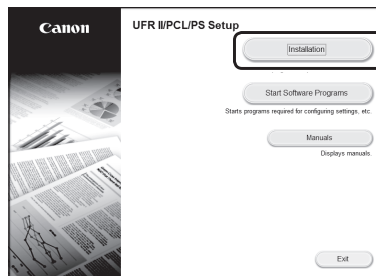 Canon
UFR II/PCL/PS Setup
Installation
Start Software Programs
Starts programs required for configuring settings, etc.
Manuals
Displays manuals.
Exit